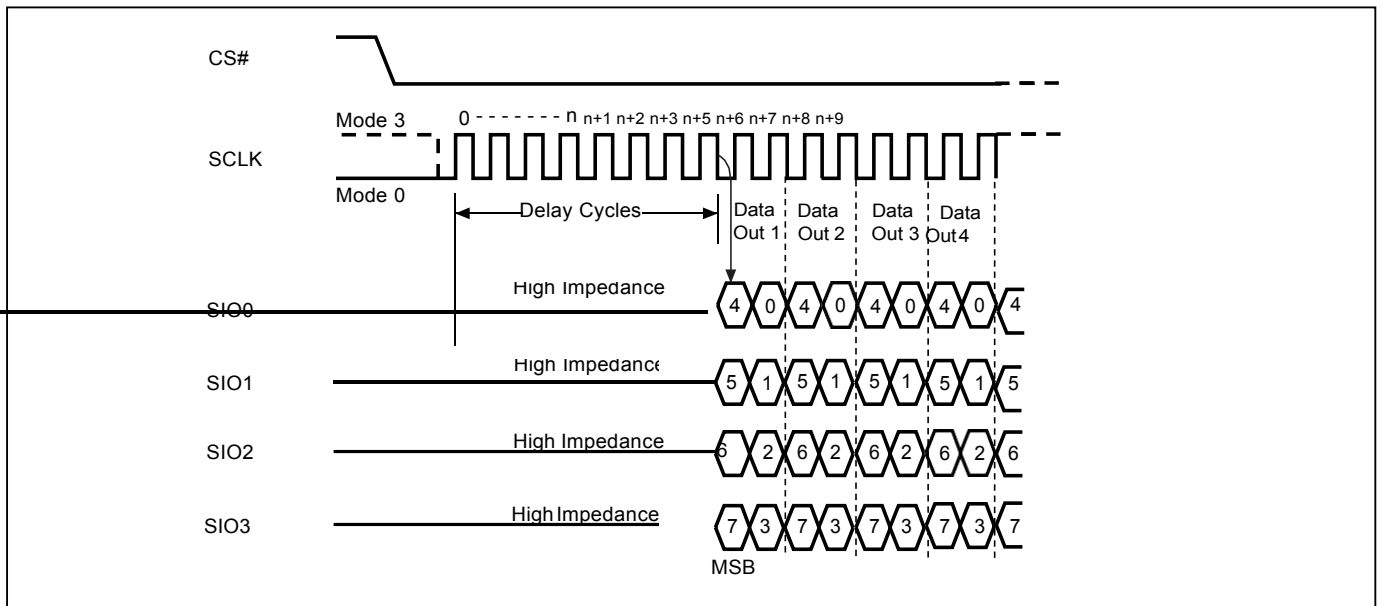 CS#
Mode 3
0 - - - - - - - n n+1 n+2 n+3 n+5 n+6 n+7 n+8 n+9
SCLK
Mode 0
Delay Cycles
Data Out 1
Data Out 2
Data Out 3
Data Out4
High Impedance
SIO0
4 0 4 0 4 0 4 0 4
High Impedance
SIO1
5 1 5 1 5 1 5 1 5
High Impedance
SIO2
6 2 6 2 6 2 6 2 6
High Impedance
SIO3
7 3 7 3 7 3 7 3 7
MSB